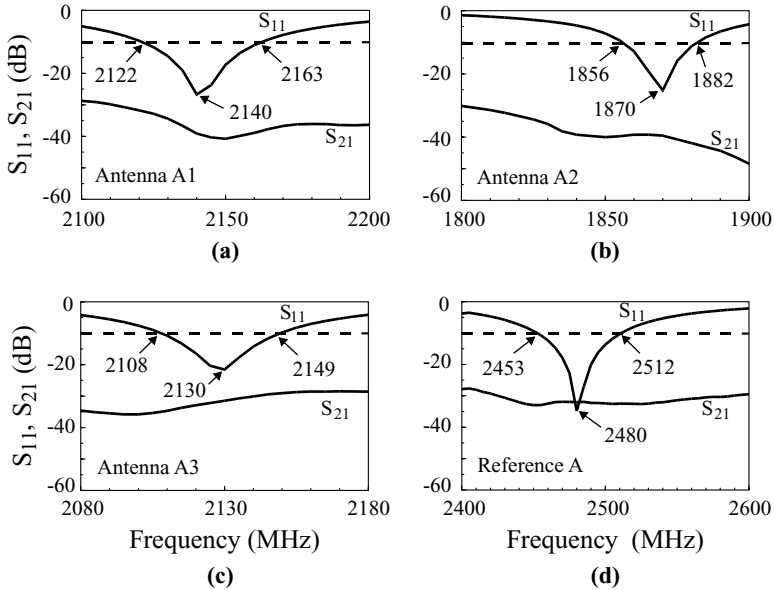 0
-20
-40
-60
S11, S21 (dB)
S11
2122
2163
2140
S21
Antenna A1
2100
2150
2200
(a)
0
-20
-40
-60
S11
1856
1882
1870
S21
Antenna A2
1800
1850
1900
(b)
0
-20
-40
-60
S11, S21 (dB)
S11
2108
2149
2130
S21
Antenna A3
2080
2130
2180
Frequency (MHz)
(c)
0
-20
-40
-60
S11
2453
2512
S21
2480
Reference A
2400
2500
2600
Frequency (MHz)
(d)